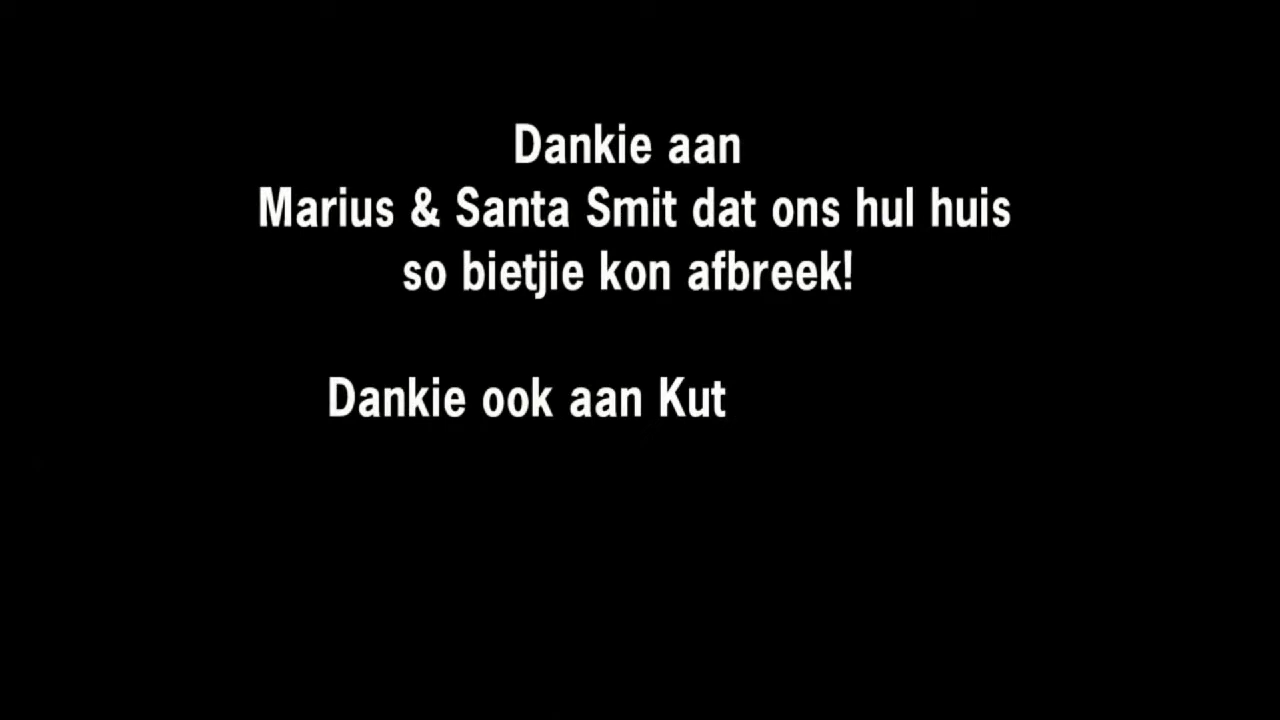 Dankie aan
Marius & Santa Smit dat ons hul huis
so bietjie kon afbreek!
Dankie ook aan Kut